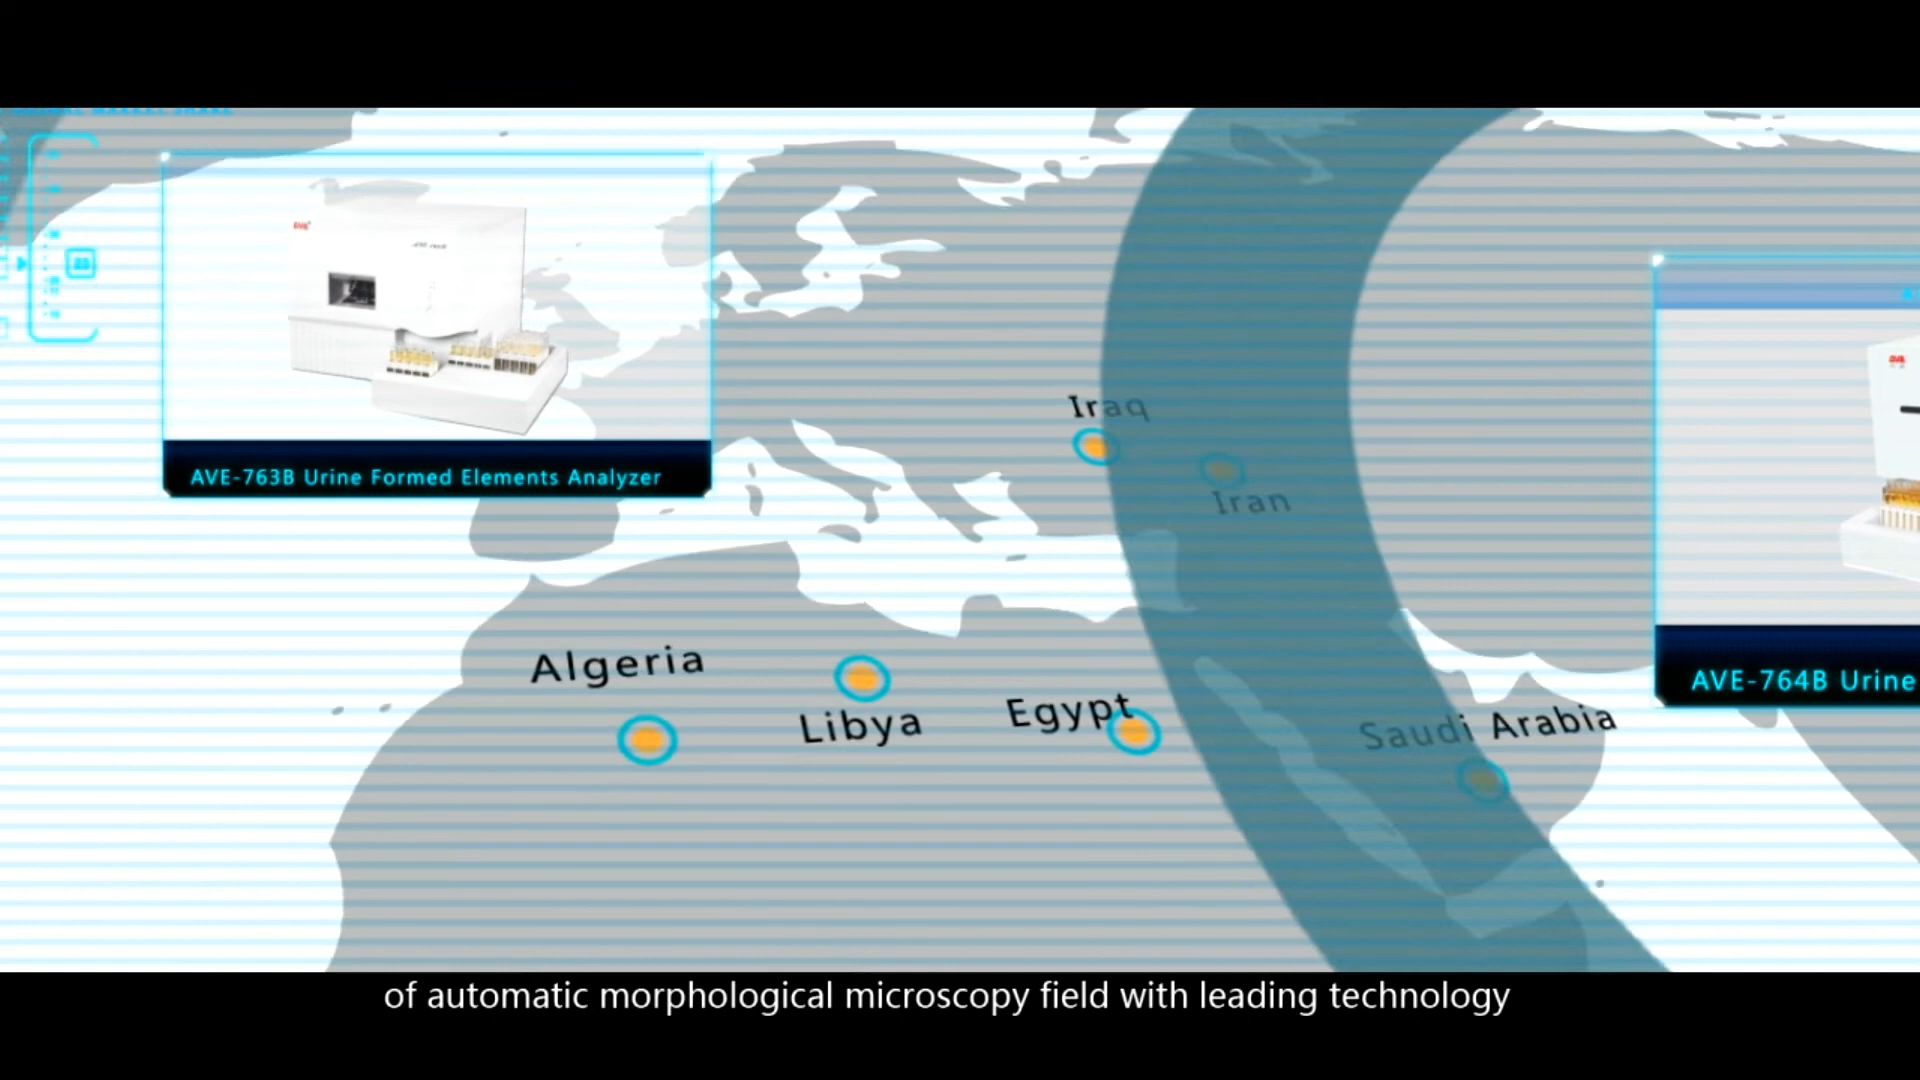 AVE
AVE-763B Urine Formed Elements Analyzer
Iraq
Iran
Algeria
Libya
Egypt
Saudi Arabia
AVE-764B Urine
of automatic morphological microscopy field with leading technology